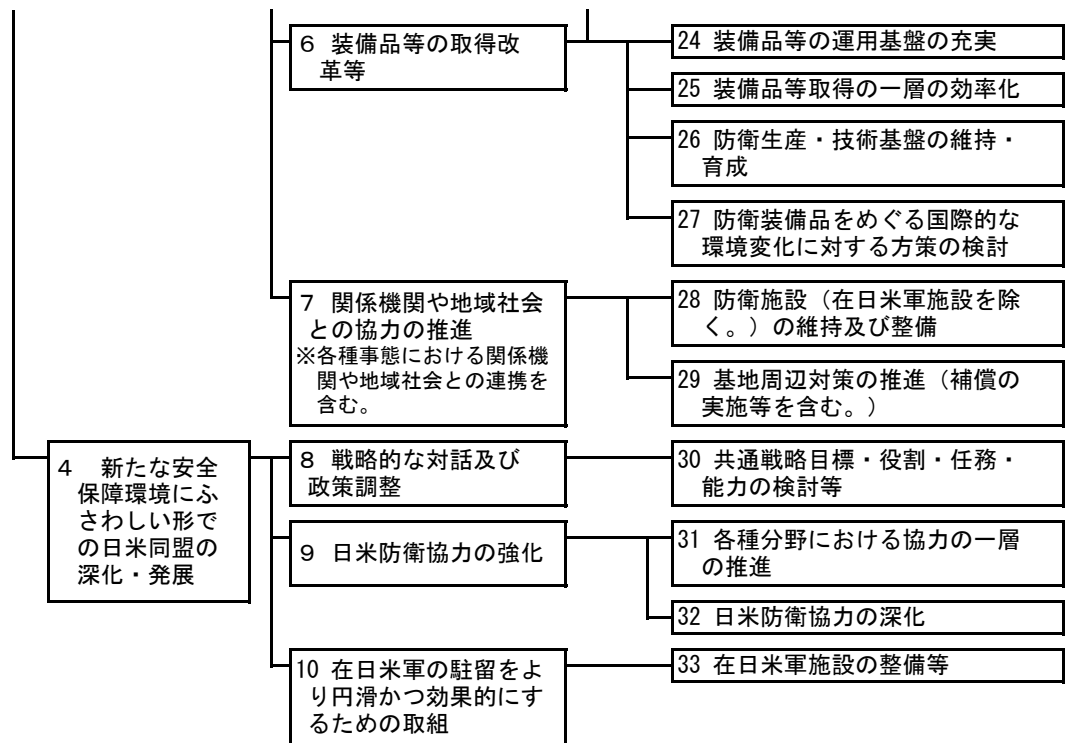 6 装備品等の取得改
革等
24 装備品等の運用基盤の充実
25 装備品等取得の一層の効率化
26 防衛生産・技術基盤の維持・
育成
27 防衛装備品をめぐる国際的な
環境変化に対する方策の検討
7 関係機関や地域社会
との協力の推進
※各種事態における関係機
関や地域社会との連携を
含む。
28 防衛施設（在日米軍施設を除
く。）の維持及び整備
29 基地周辺対策の推進（補償の
実施等を含む。）
4 新たな安全
保障環境にふ
さわしい形で
の日米同盟の
深化・発展
8 戦略的な対話及び
政策調整
30 共通戦略目標・役割・任務・
能力の検討等
9 日米防衛協力の強化
31 各種分野における協力の一層
の推進
32 日米防衛協力の深化
10 在日米軍の駐留をよ
り円滑かつ効果的にす
るための取組
33 在日米軍施設の整備等